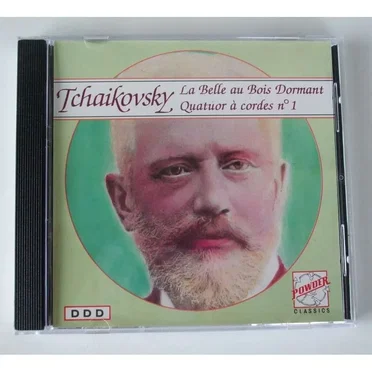 Tchaikovsky
La Belle au Bois Dormant
Quatuor à cordes n° 1
DDD
POWDER
CLASSICS